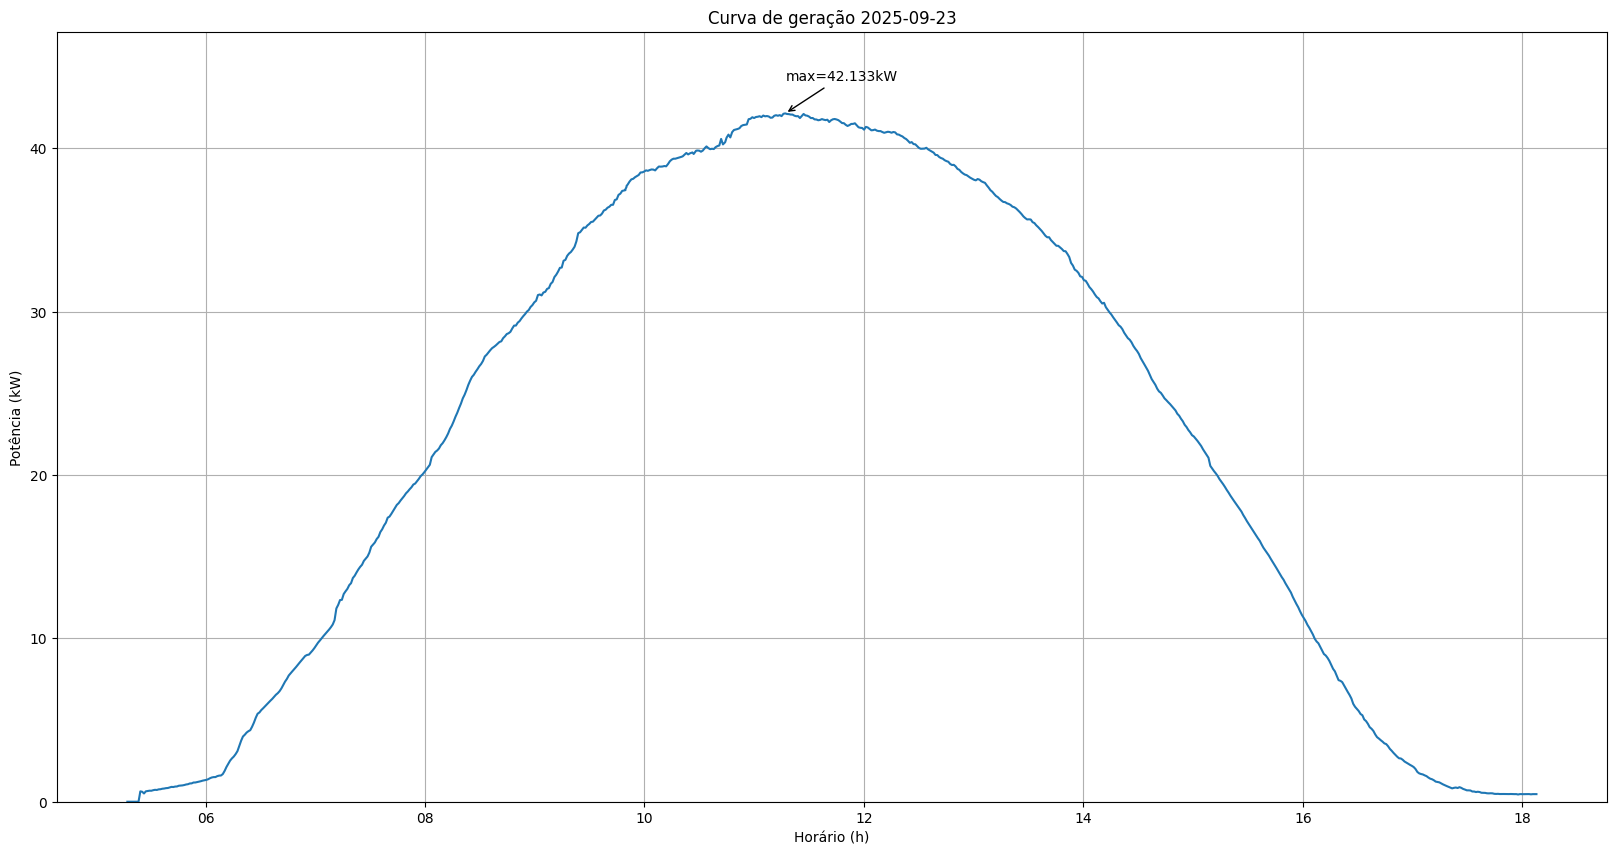 Curva de geração 2025-09-23
max=42.133kW
Potência (kW)
40
30
20
10
0
06 08 10 12 14 16 18
Horário (h)